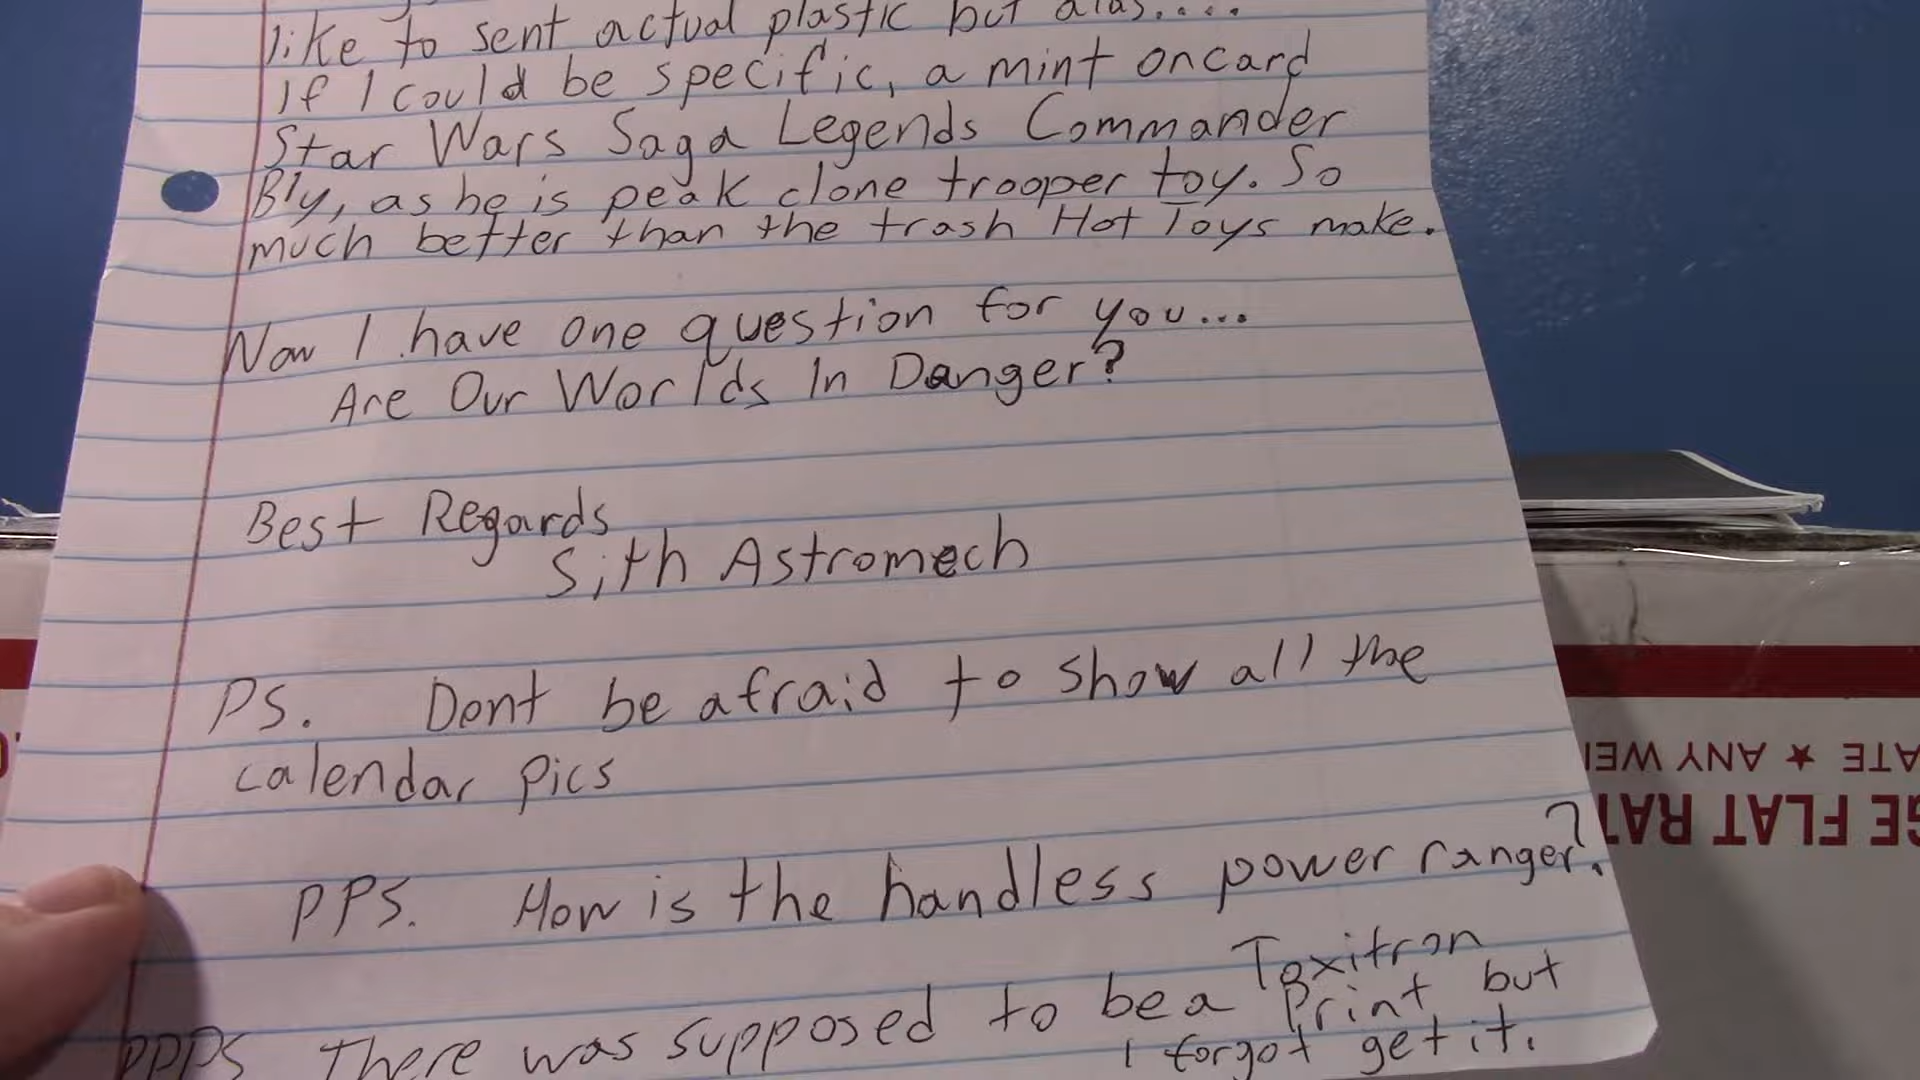 like to sent actual plastic but alas....
If I could be specific, a mint oncard
Star Wars Saga Legends Commander
Bly, as he is peak clone trooper toy. So
much better than the trash Hot Toys make.
Now I have one question for you...
Are Our Worlds In Danger?
Best Regards
Sith Astromech
PS. Dont be afraid to show all the
calendar pics
PPS. How is the handless power ranger?
PPPS There was supposed to be a Toxitron
Print but
I forgot get it.
ATE ★ ANY WEI
GE FLAT RAT